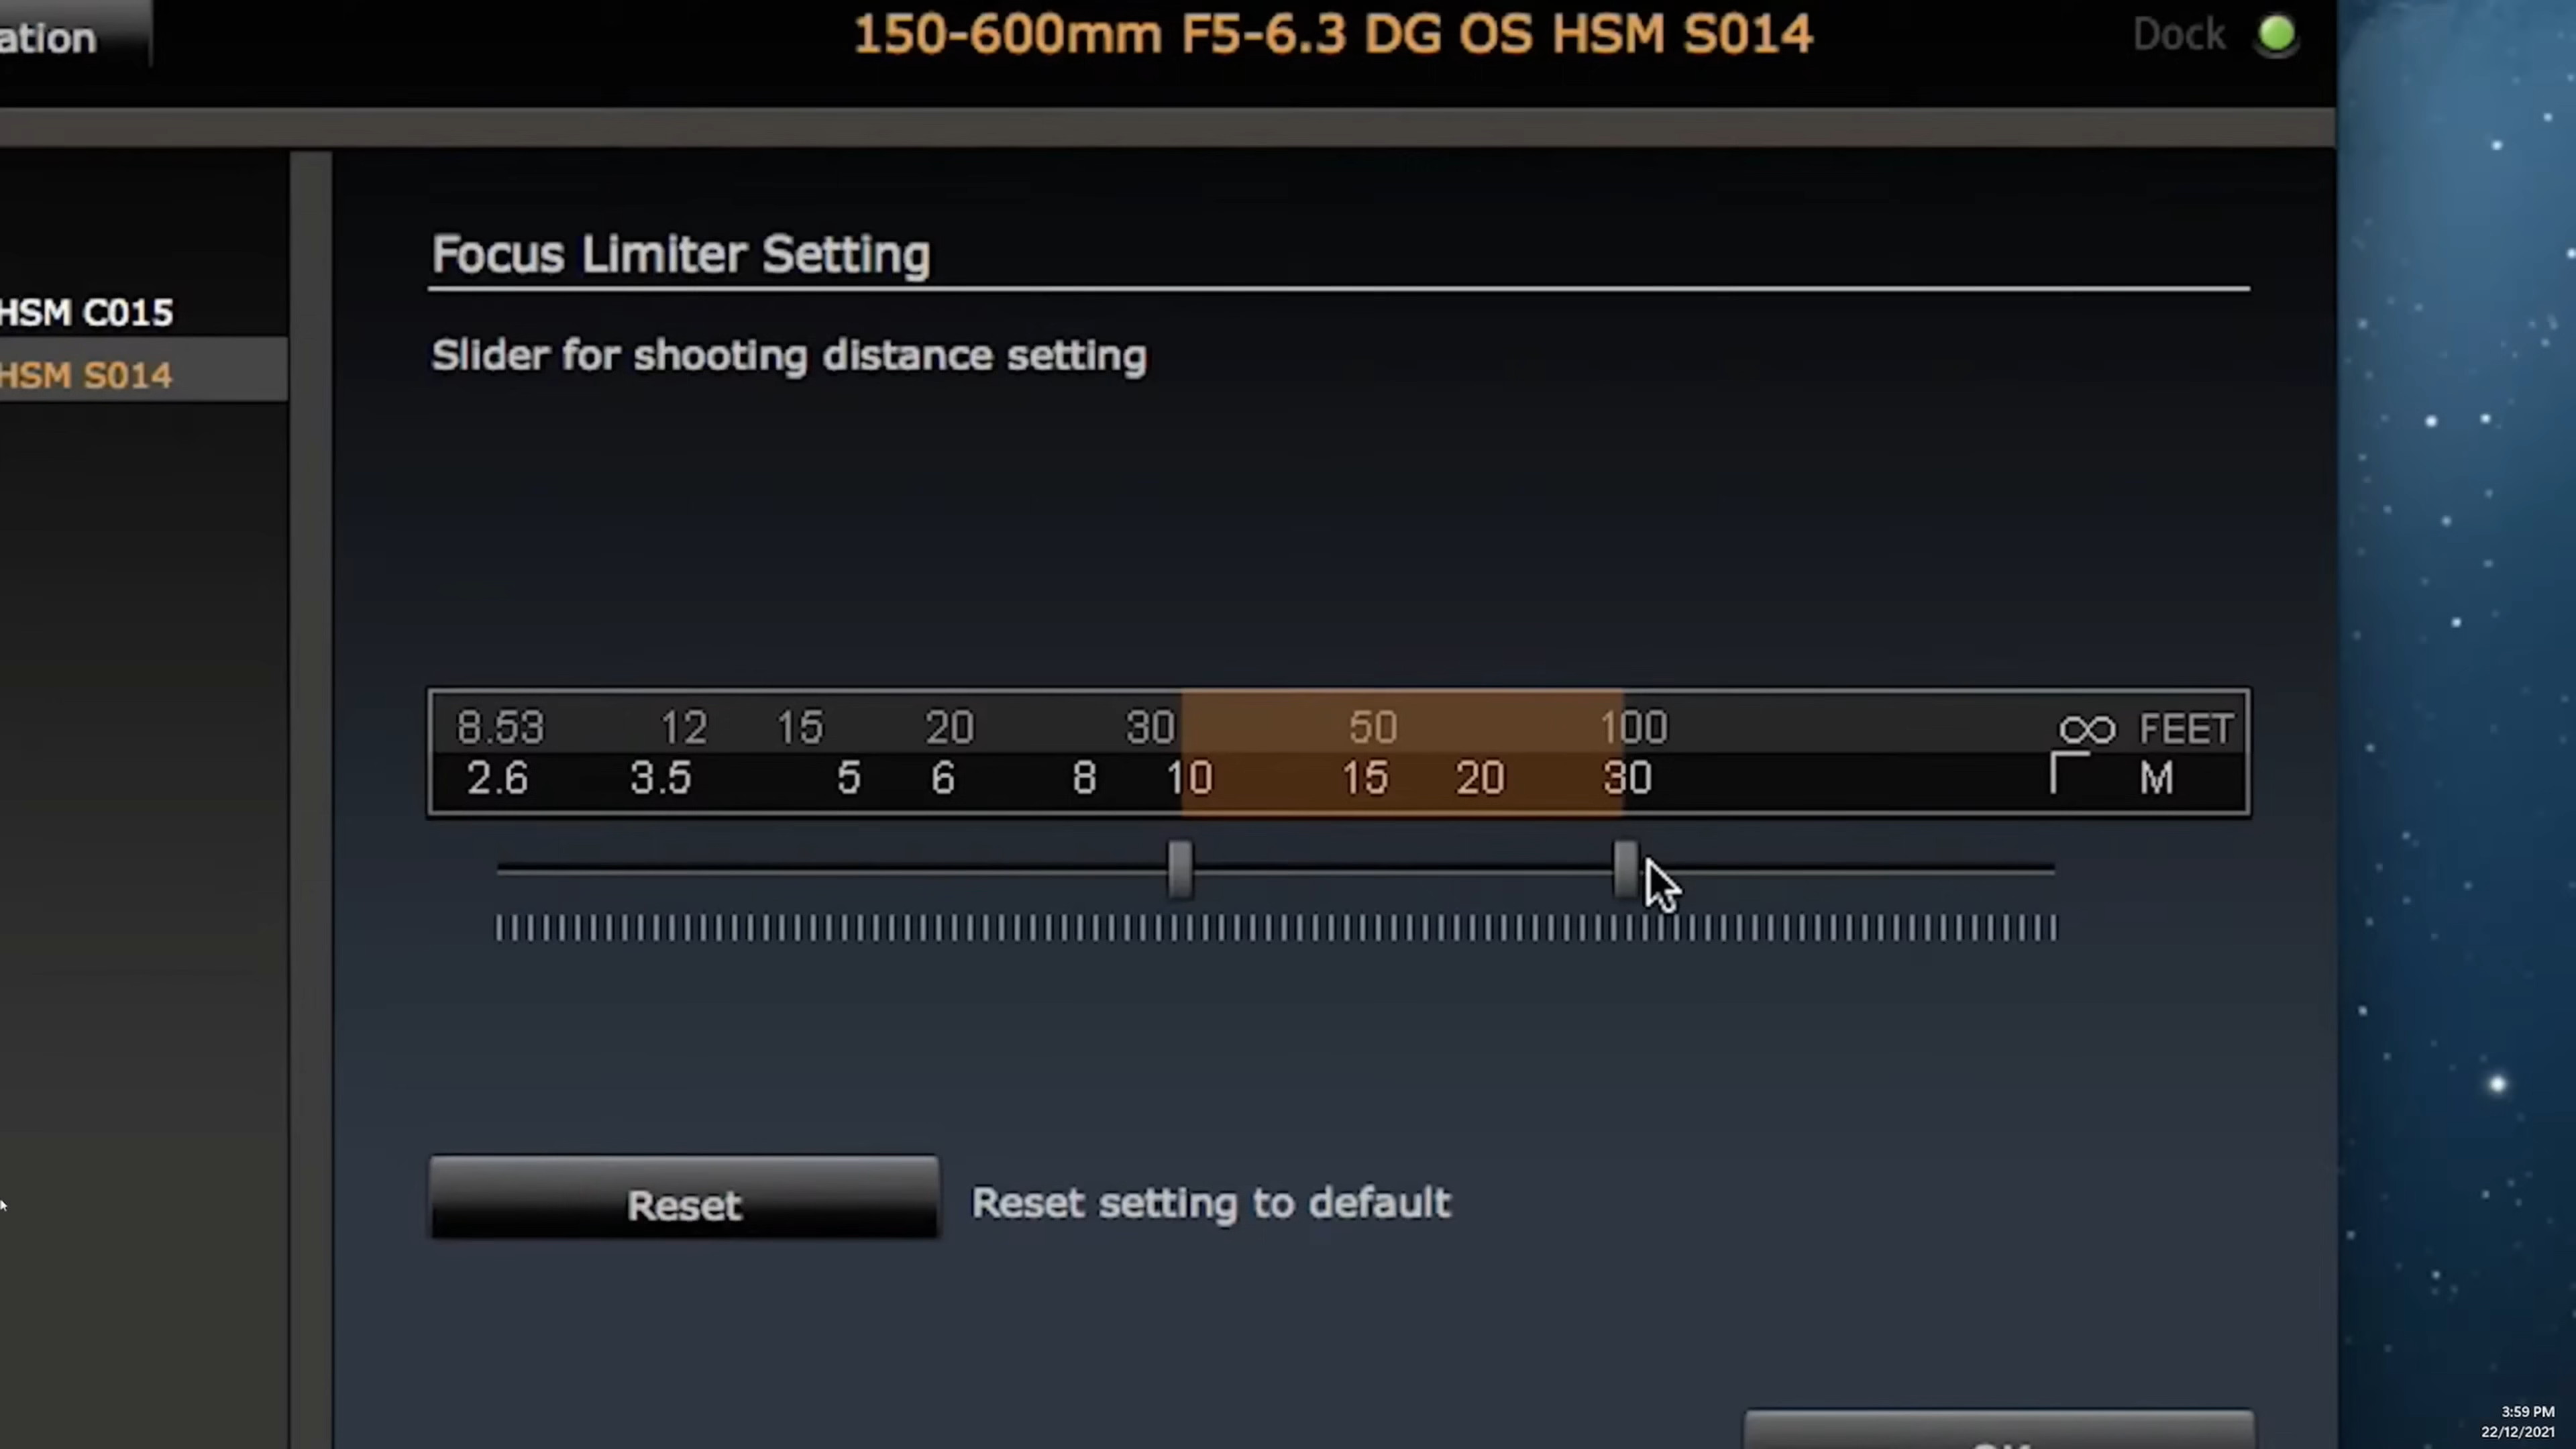 ation
150-600mm F5-6.3 DG OS HSM S014
Dock
HSM C015
HSM S014
Focus Limiter Setting
Slider for shooting distance setting
8.53 12 15 20 30 50 100 ∞ FEET
2.6 3.5 5 6 8 10 15 20 30 M
Reset
Reset setting to default
3:59 PM
22/12/2021